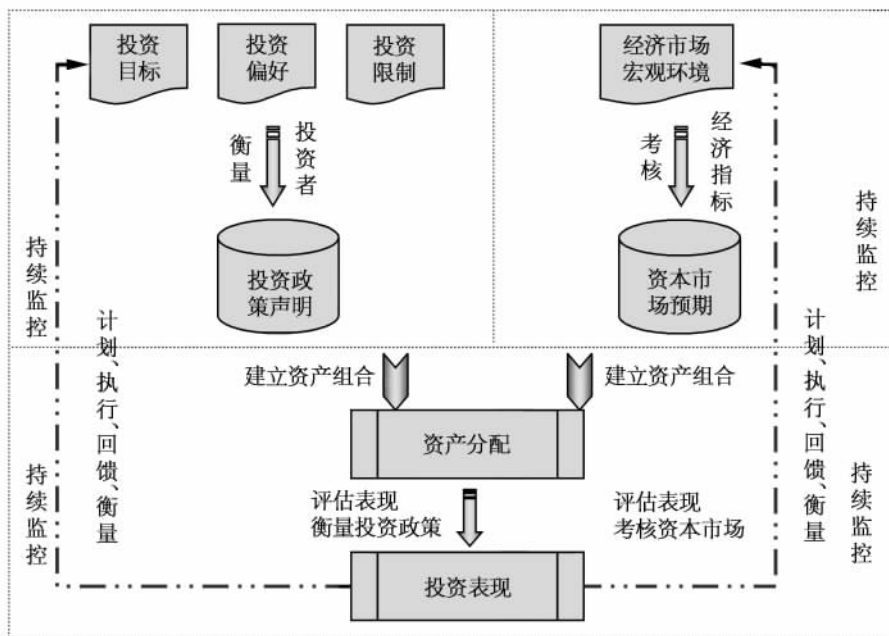 投资
目标
投资
偏好
投资
限制
经济市场
宏观环境
衡量
投资者
考核
经济指标
投资政
策声明
资本市
场预期
持续监控
持续监控
计划、执行、回馈、衡量
计划、执行、回馈、衡量
建立资产组合
建立资产组合
资产分配
持续监控
评估表现
衡量投资政策
评估表现
考核资本市场
持续监控
投资表现